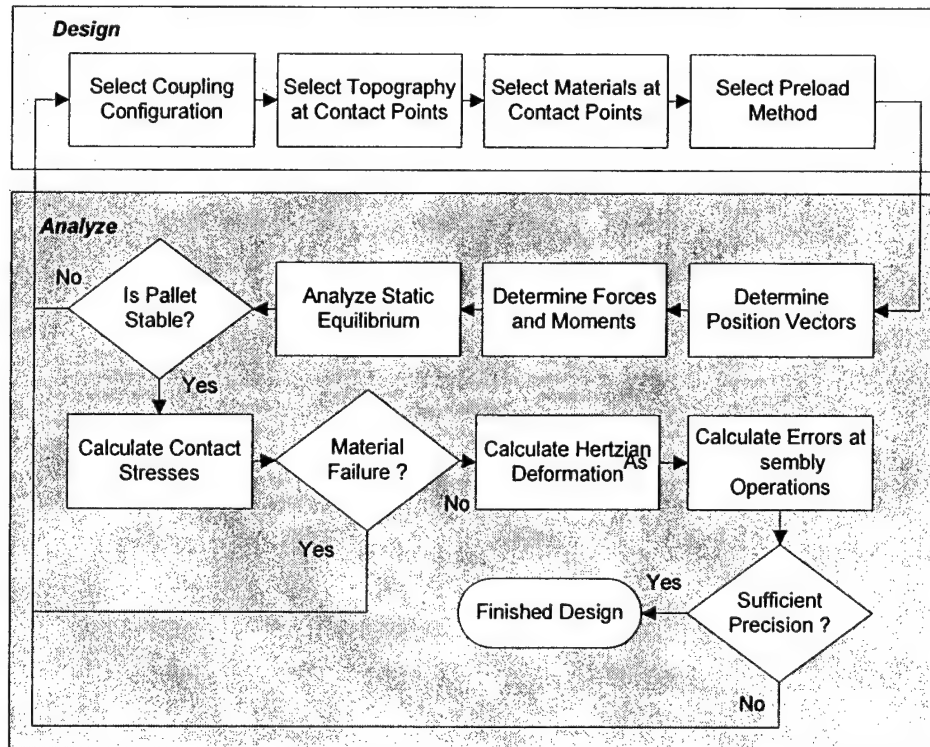 Design
Select Coupling
Configuration
Select Topography
at Contact Points
Select Materials at
Contact Points
Select Preload
Method
Analyze
No
Is Pallet
Stable?
Analyze Static
Equilibrium
Determine Forces
and Moments
Determine
Position Vectors
Yes
Calculate Contact
Stresses
Material
Failure ?
Calculate Hertzian
Deformation
Calculate Errors at
As
sembly
Operations
No
Yes
Finished Design
Yes
Sufficient
Precision ?
No